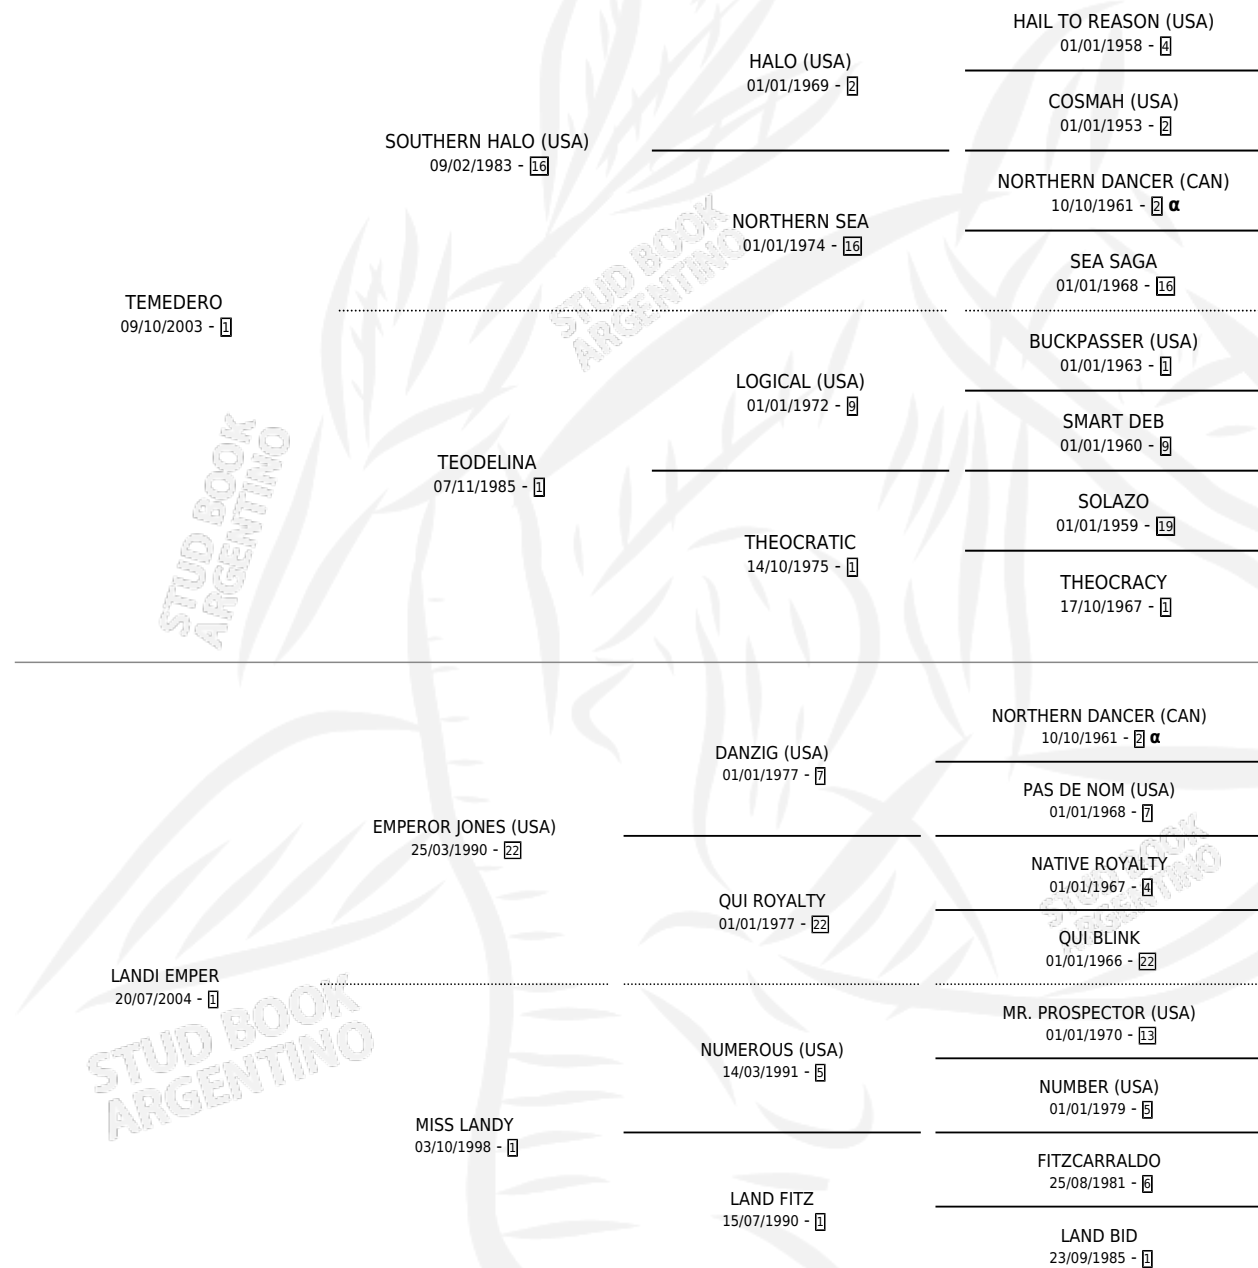 HAIL TO REASON (USA)
01/01/1958 - 4
HALO (USA)
01/01/1969 - 2
COSMAH (USA)
01/01/1953 - 2
SOUTHERN HALO (USA)
09/02/1983 - 16
NORTHERN DANCER (CAN)
10/10/1961 - 2 α
NORTHERN SEA
01/01/1974 - 16
SEA SAGA
01/01/1968 - 16
TEMEDERO
09/10/2003 - 1
BUCKPASSER (USA)
01/01/1963 - 1
LOGICAL (USA)
01/01/1972 - 9
SMART DEB
01/01/1960 - 9
TEODELINA
07/11/1985 - 1
SOLAZO
01/01/1959 - 19
THEOCRATIC
14/10/1975 - 1
THEOCRACY
17/10/1967 - 1
STUD BOOK
ARGENTINO
STUD BOOK
ARGENTINO
NORTHERN DANCER (CAN)
10/10/1961 - 2 α
DANZIG (USA)
01/01/1977 - 7
PAS DE NOM (USA)
01/01/1968 - 7
EMPEROR JONES (USA)
25/03/1990 - 22
NATIVE ROYALTY
01/01/1967 - 4
QUI ROYALTY
01/01/1977 - 22
QUI BLINK
01/01/1966 - 22
STUD BOOK
ARGENTINO
LANDI EMPER
20/07/2004 - 1
MR. PROSPECTOR (USA)
01/01/1970 - 13
NUMEROUS (USA)
14/03/1991 - 5
NUMBER (USA)
01/01/1979 - 5
MISS LANDY
03/10/1998 - 1
FITZCARRALDO
25/08/1981 - 6
LAND FITZ
15/07/1990 - 1
LAND BID
23/09/1985 - 1
STUD BOOK
ARGENTINO